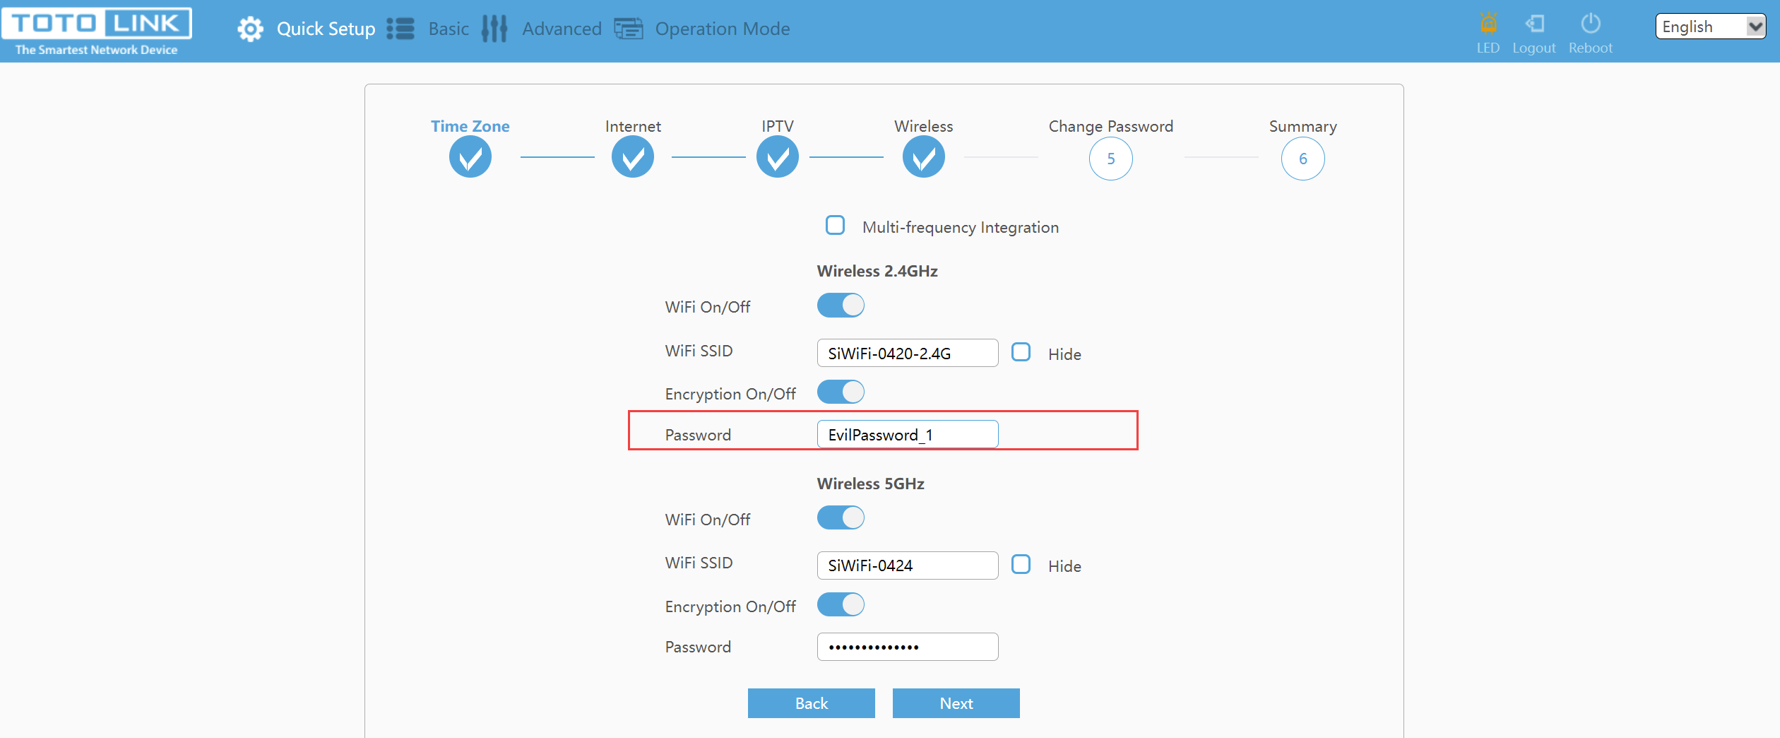 TOTO LINK
The Smartest Network Device
Quick Setup
Basic
Advanced
Operation Mode
LED
Logout
Reboot
English
Time Zone
Internet
IPTV
Wireless
Change Password
5
Summary
6
Multi-frequency Integration
Wireless 2.4GHz
WiFi On/Off
WiFi SSID
SiWiFi-0420-2.4G
Hide
Encryption On/Off
Password
EvilPassword_1
Wireless 5GHz
WiFi On/Off
WiFi SSID
SiWiFi-0424
Hide
Encryption On/Off
Password
••••••••••••••
Back
Next